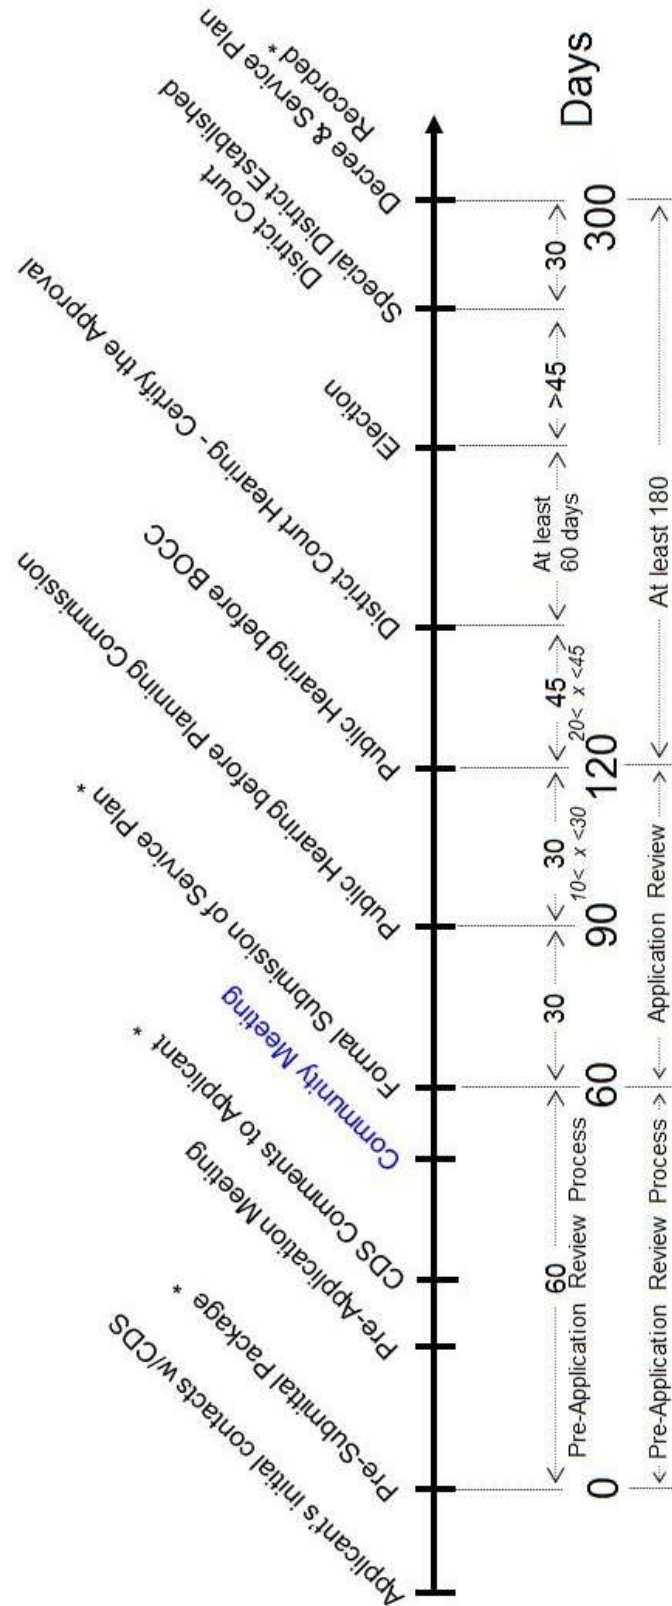 Applicant's initial contacts w/CDS
Pre-Submittal Package *
Pre-Application Meeting
CDS Comments to Applicant *
Community Meeting
Formal Submission of Service Plan *
Public Hearing before Planning Commission
Public Hearing before BOCC
District Court Hearing - Certify the Approval
Election
District Court
Special District Established
Decree & Service Plan
Recorded *
60
30
30
10< x <30
45
20< x <45
At least
60 days
>45
30
Pre-Application Review Process
0
60
90
120
300
Days
Pre-Application Review Process
Application Review
At least 180